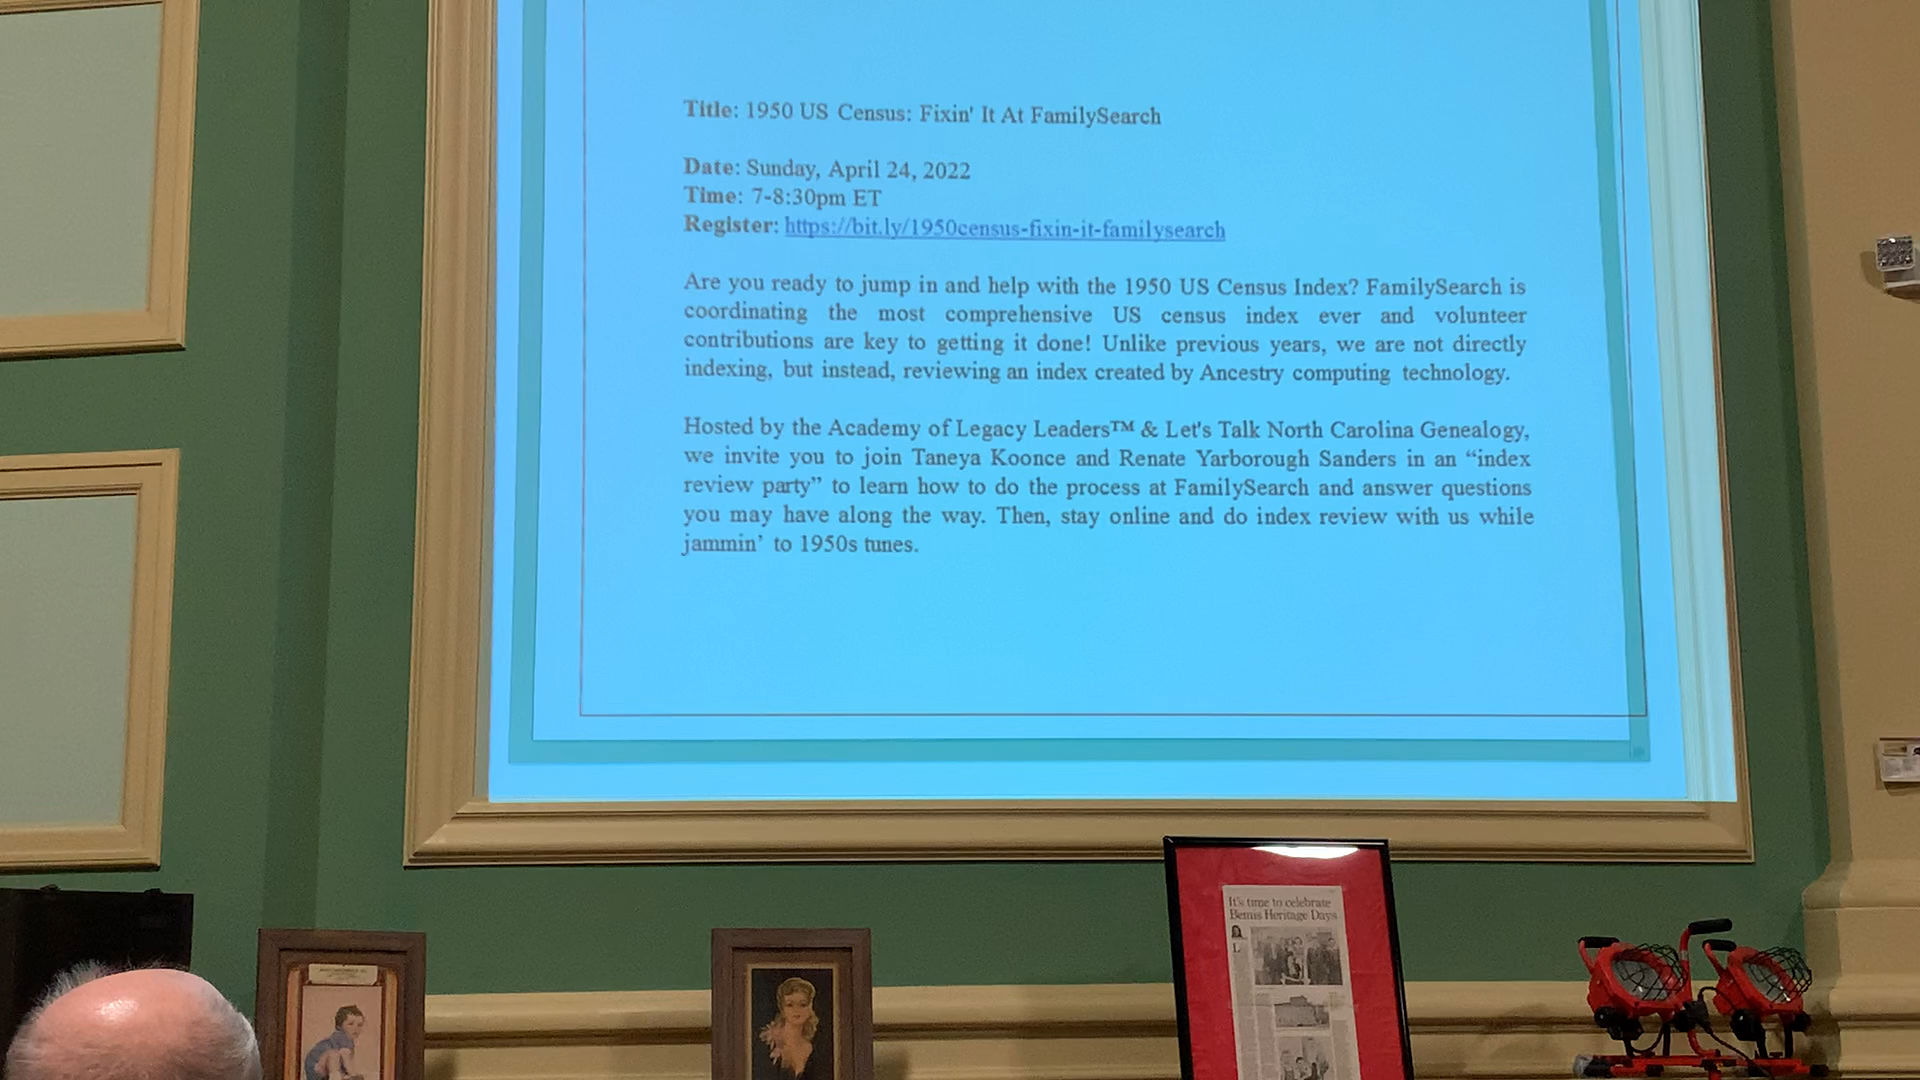 Title: 1950 US Census: Fixin' It At FamilySearch
Date: Sunday, April 24, 2022
Time: 7-8:30pm ET
Register: https://bit.ly/1950census-fixin-it-familysearch
Are you ready to jump in and help with the 1950 US Census Index? FamilySearch is
coordinating the most comprehensive US census index ever and volunteer
contributions are key to getting it done! Unlike previous years, we are not directly
indexing, but instead, reviewing an index created by Ancestry computing technology.
Hosted by the Academy of Legacy Leaders™ & Let's Talk North Carolina Genealogy,
we invite you to join Taneya Koonce and Renate Yarborough Sanders in an “index
review party” to learn how to do the process at FamilySearch and answer questions
you may have along the way. Then, stay online and do index review with us while
jammin’ to 1950s tunes.
It's time to celebrate
Bemis Heritage Days
L